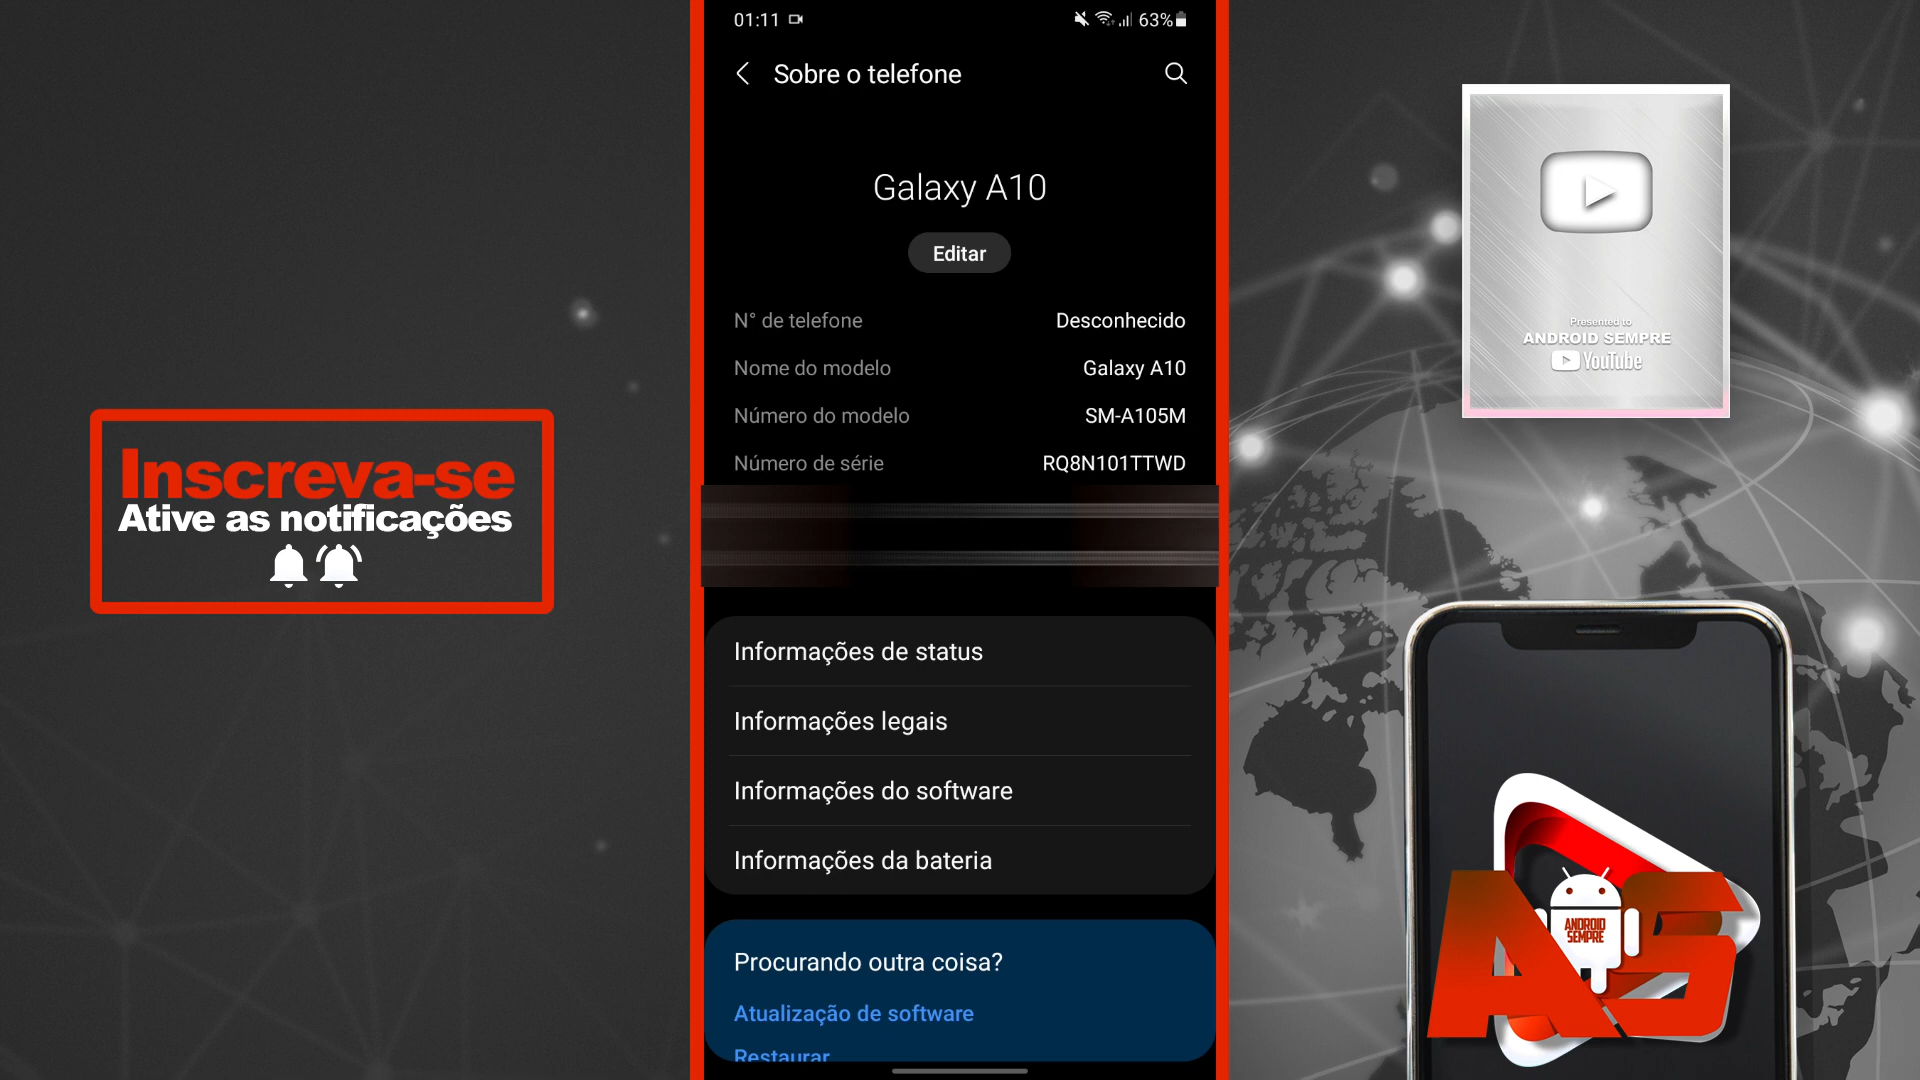 01:11
63%
Sobre o telefone
Galaxy A10
Editar
N° de telefone Desconhecido
Nome do modelo Galaxy A10
Número do modelo SM-A105M
Número de série RQ8N101TTWD
Informações de status
Informações legais
Informações do software
Informações da bateria
Procurando outra coisa?
Atualização de software
Restaurar
Inscreva-se
Ative as notificações
Presented to
ANDROID SEMPRE
YouTube
AS
ANDROID
SEMPRE